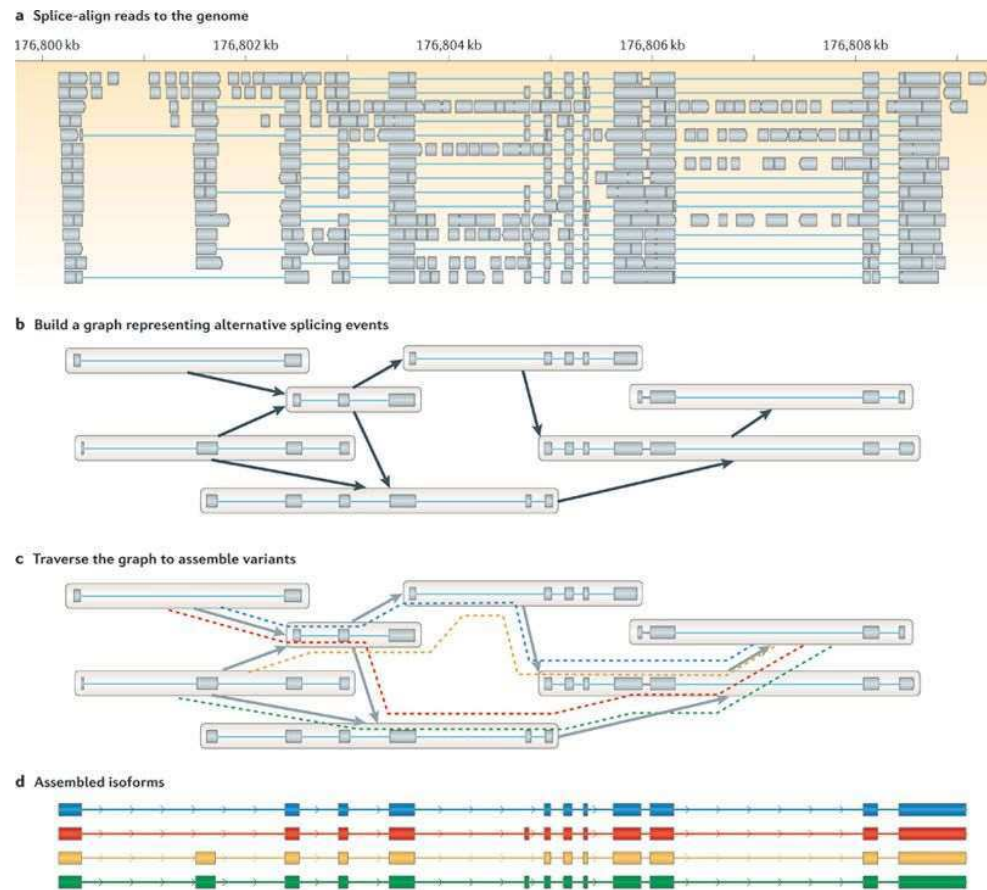 a Splice-align reads to the genome
176,800 kb 176,802 kb 176,804 kb 176,806 kb 176,808 kb
b Build a graph representing alternative splicing events
c Traverse the graph to assemble variants
d Assembled isoforms